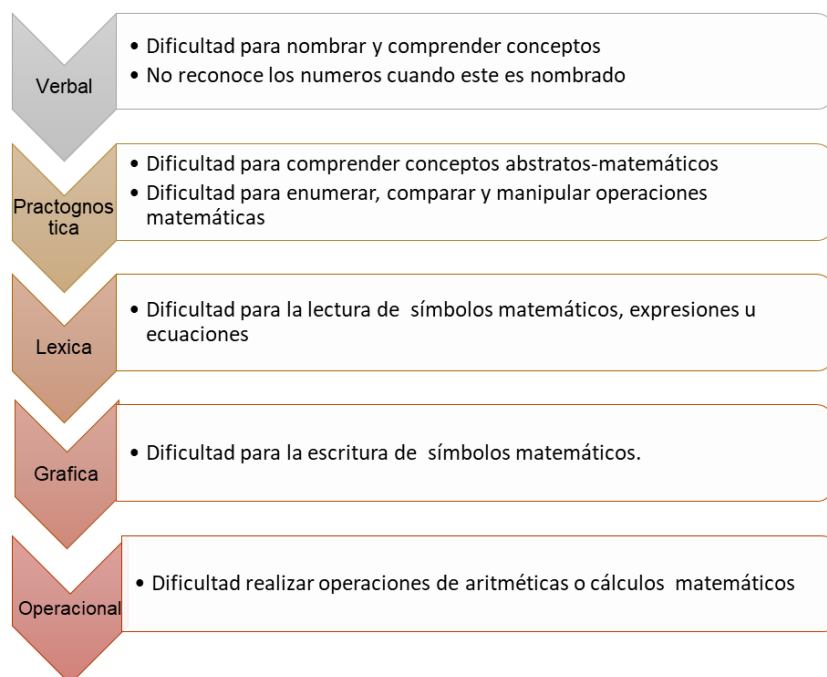 Verbal
• Dificultad para nombrar y comprender conceptos
• No reconoce los numeros cuando este es nombrado
Practognos
tica
• Dificultad para comprender conceptos abstratos-matemáticos
• Dificultad para enumerar, comparar y manipular operaciones
matemáticas
Lexica
• Dificultad para la lectura de símbolos matemáticos, expresiones u
ecuaciones
Grafica
• Dificultad para la escritura de símbolos matemáticos.
Operacional
• Dificultad realizar operaciones de aritméticas o cálculos matemáticos